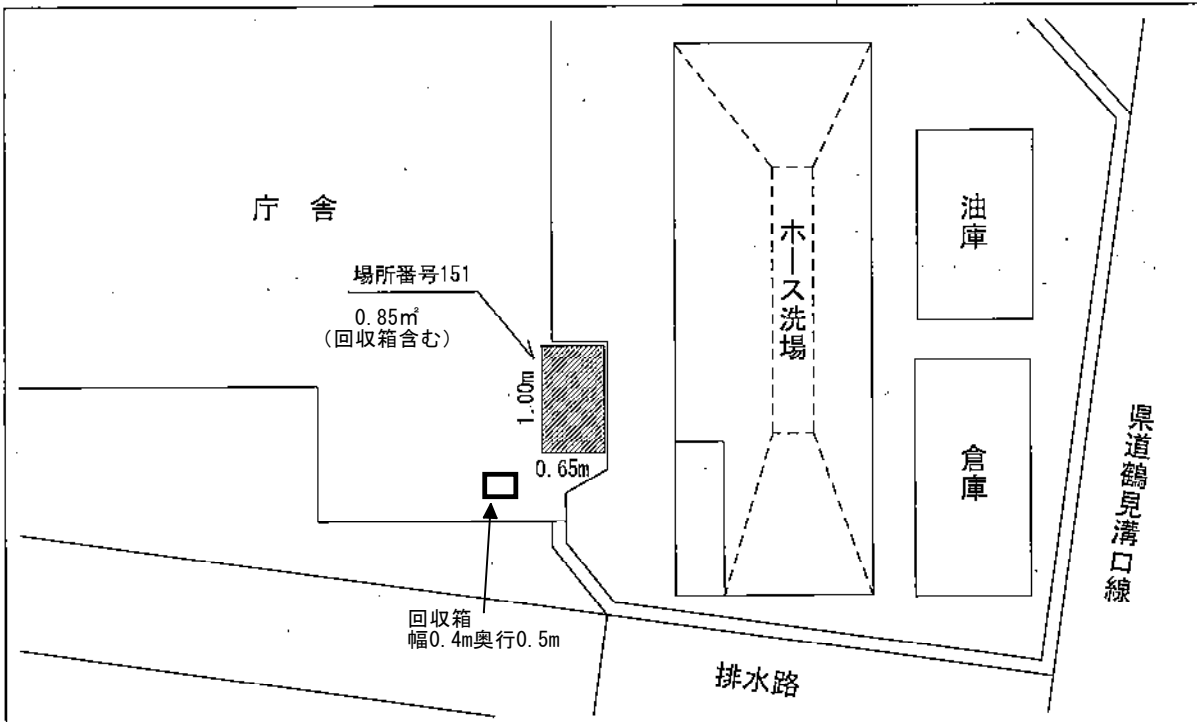 庁 舎
場所番号151
0.85㎡
（回収箱含む）
1.00m
0.65m
回収箱
幅0.4m奥行0.5m
ホース洗場
油庫
倉庫
県道鶴見溝口線
排水路